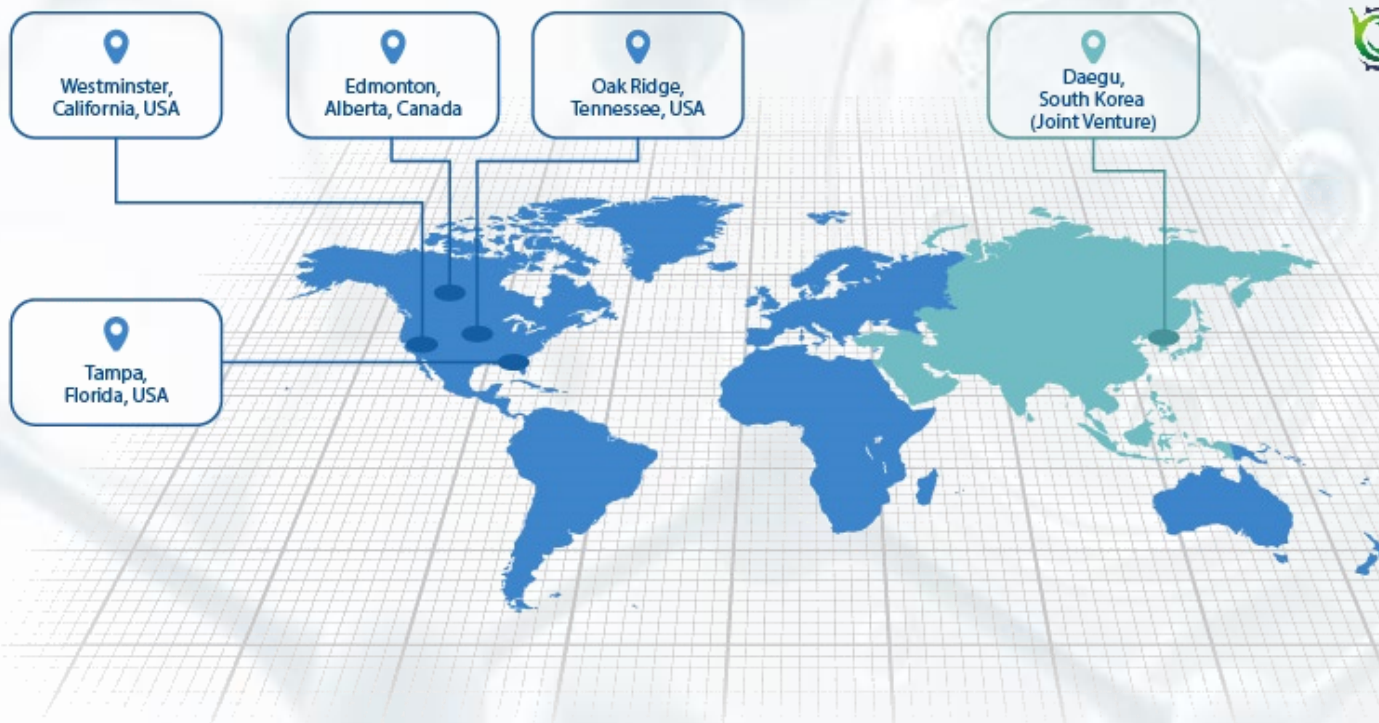 Westminster,
California, USA
Edmonton,
Alberta, Canada
Oak Ridge,
Tennessee, USA
Daegu,
South Korea
(Joint Venture)
Tampa,
Florida, USA